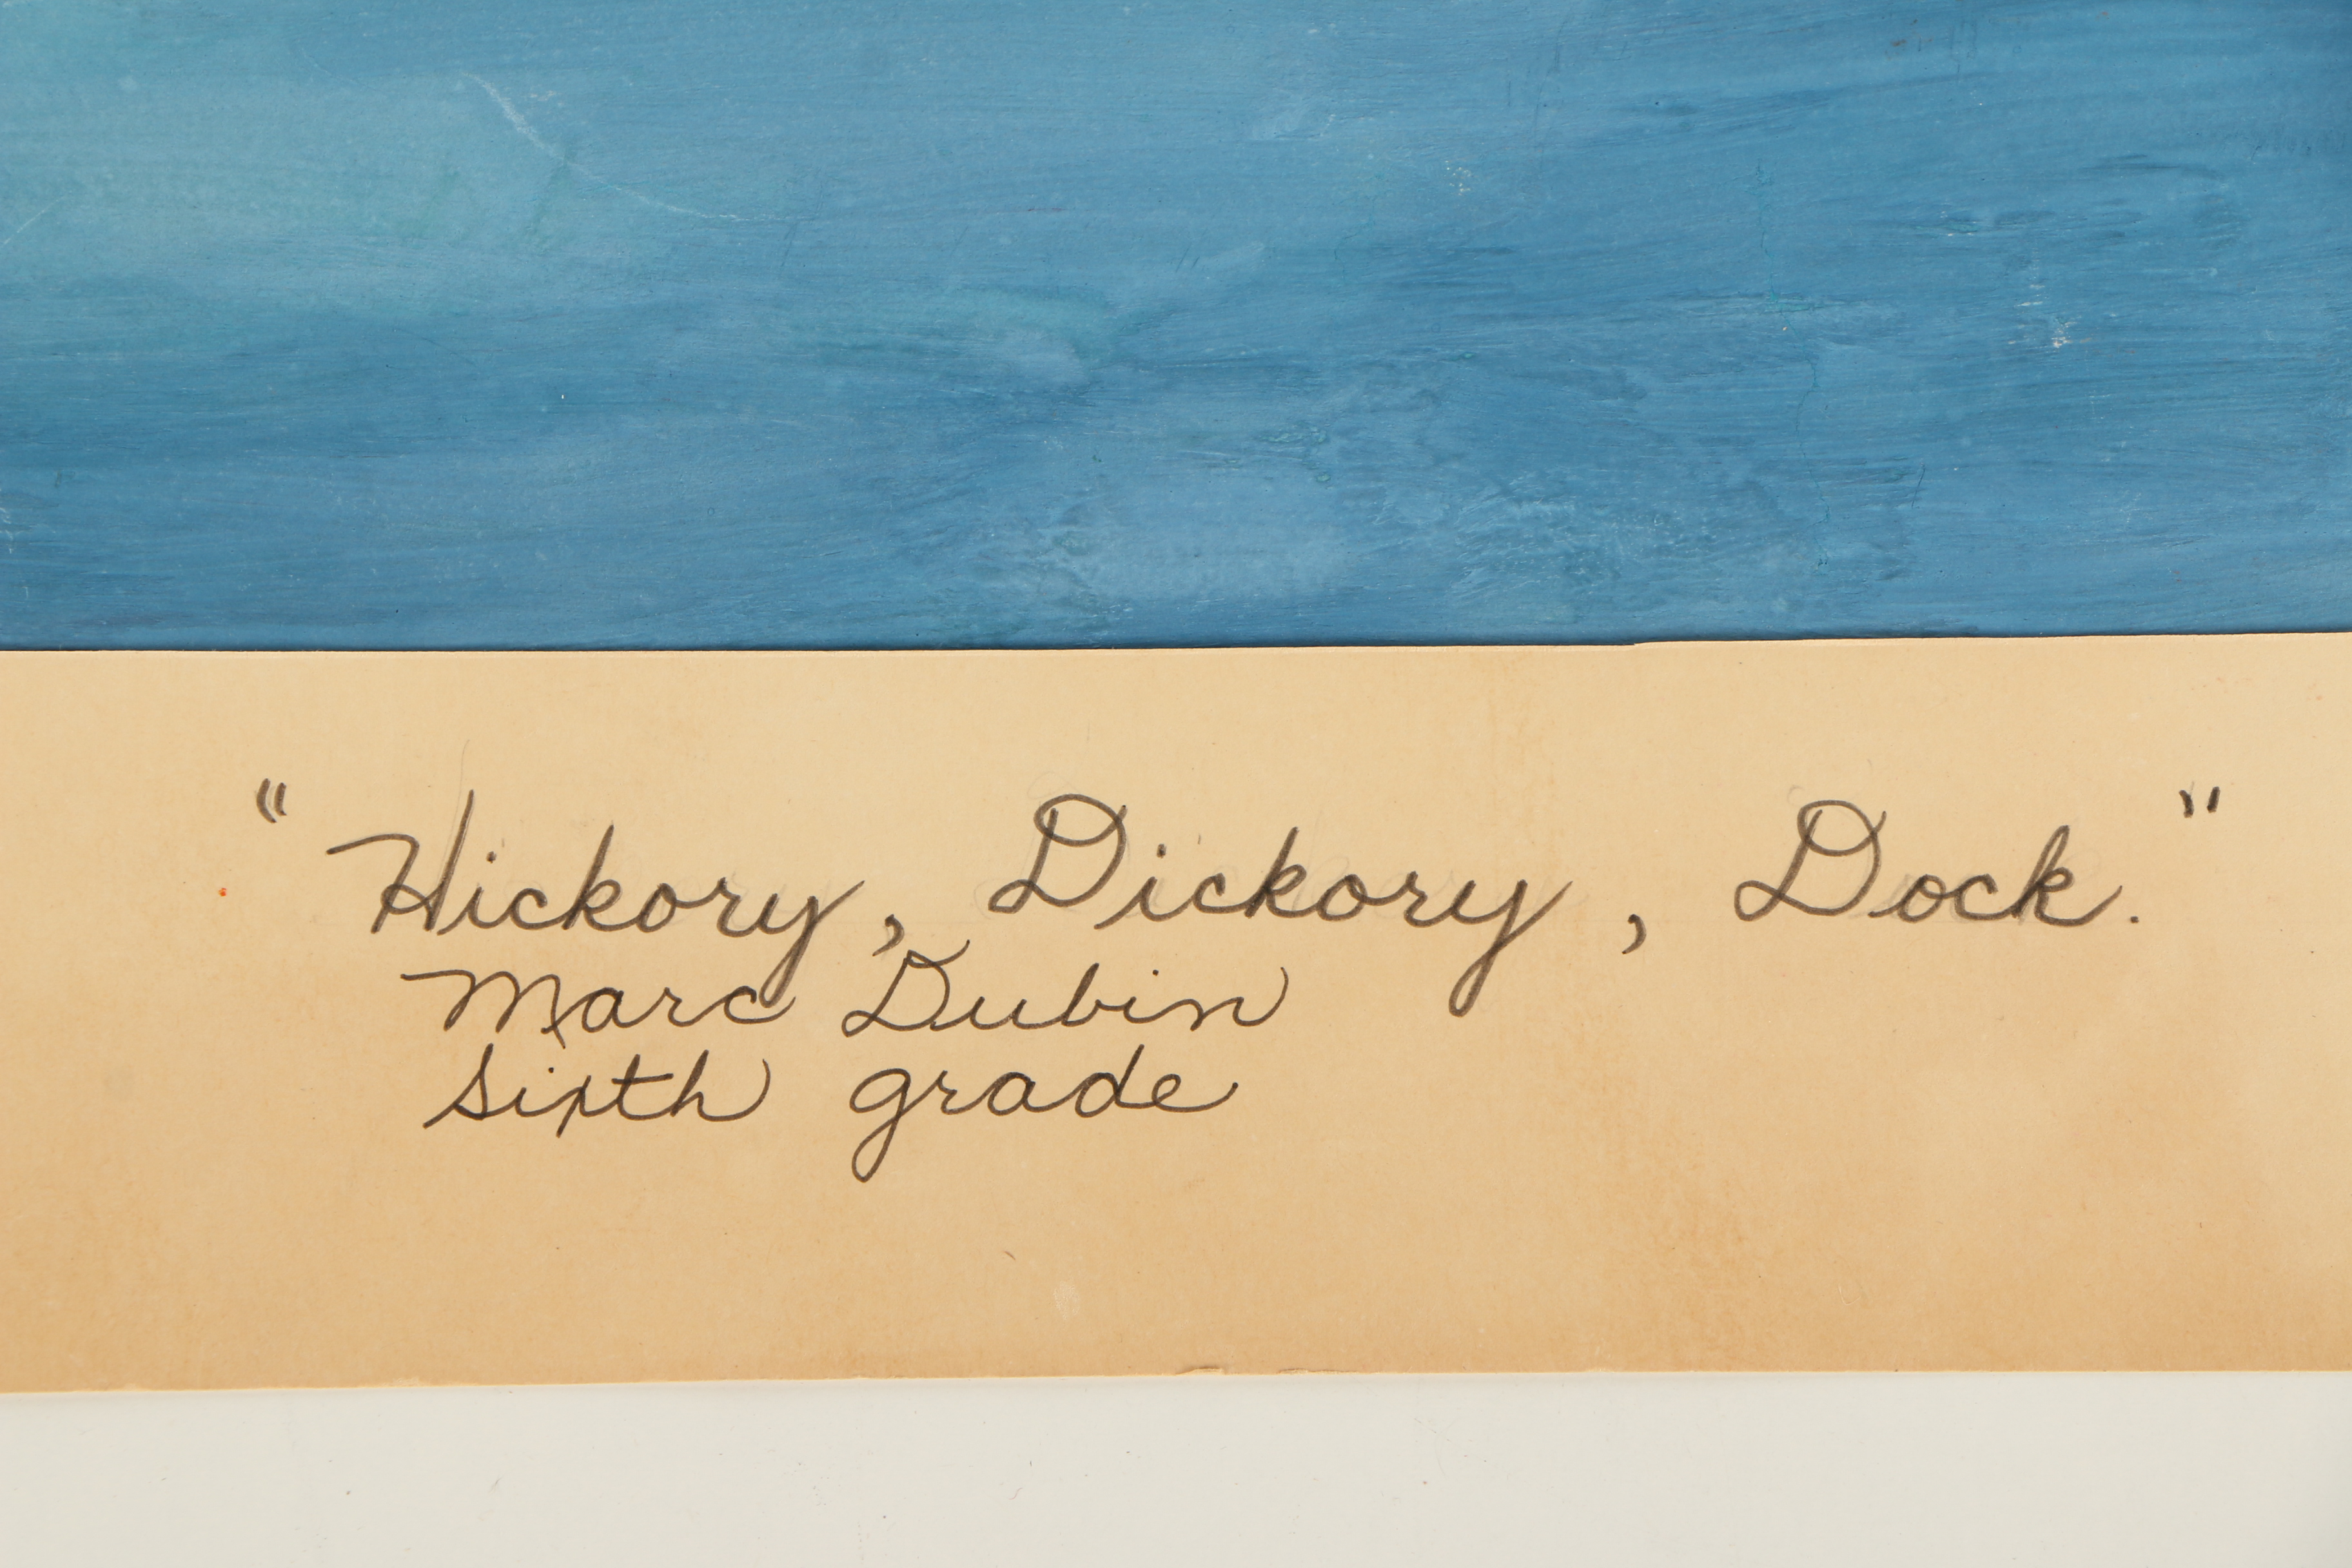 "Hickory, Dickory, Dock."
Marc Dubin
sixth grade